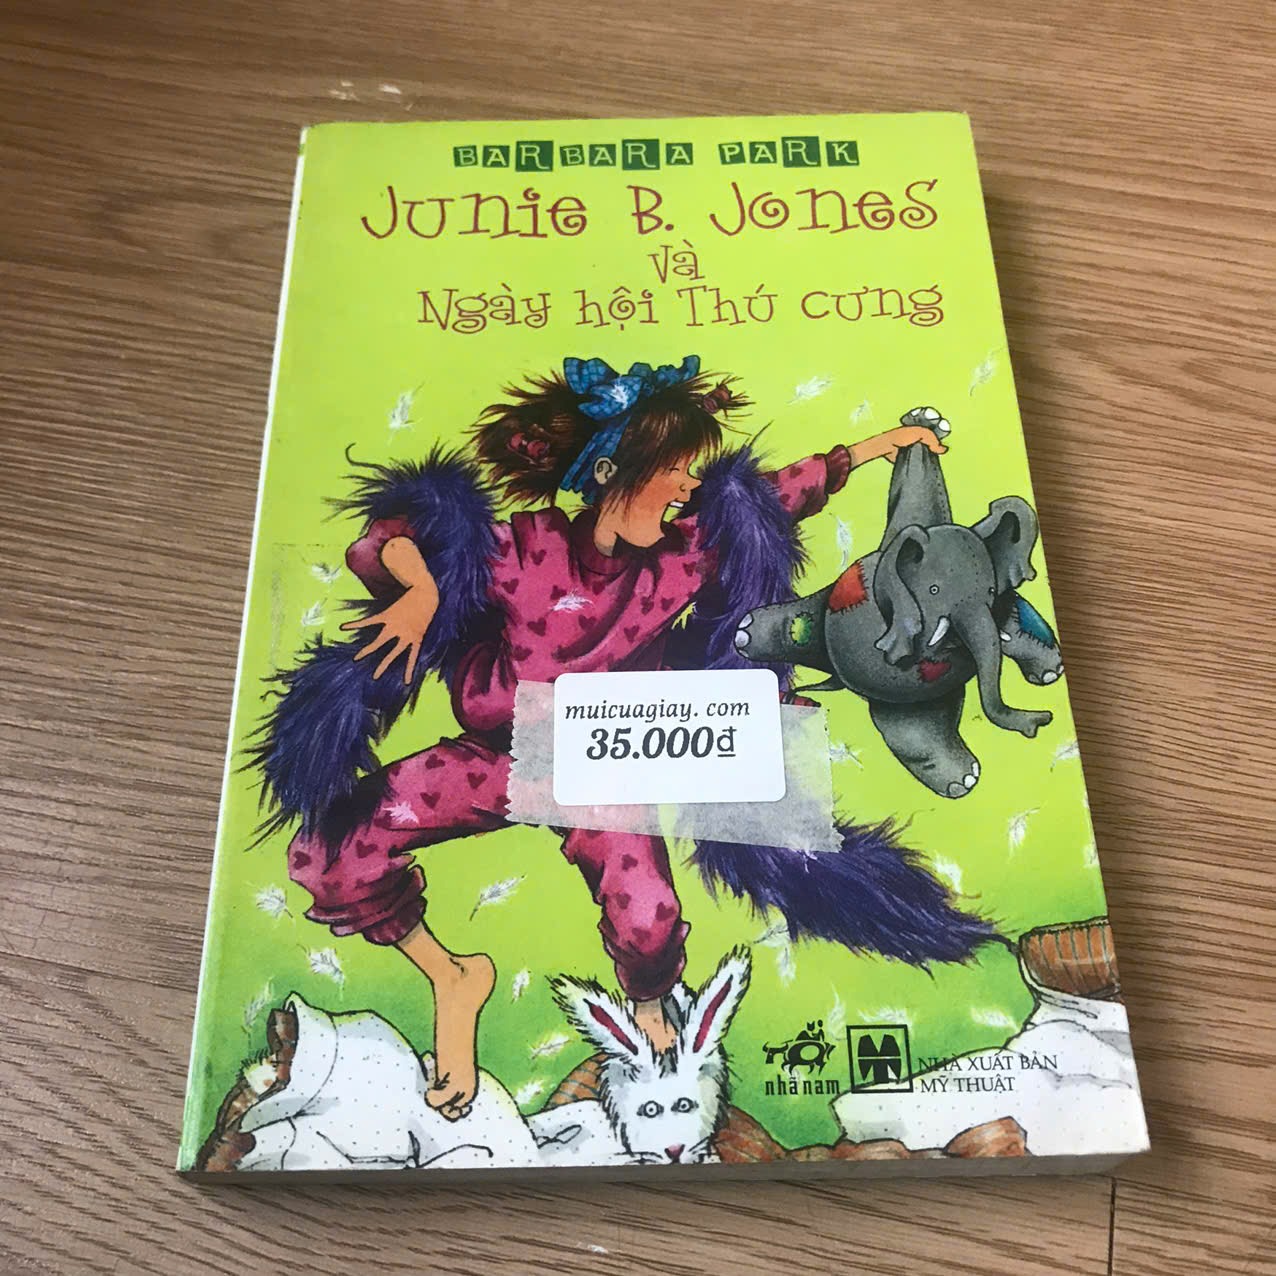 BARBARA PARK
Junie B. Jones
và
Ngày hội Thú cưng
muicuagiay. com
35.000₫
nhã nam
NHÀ XUẤT BẢN
MỸ THUẬT